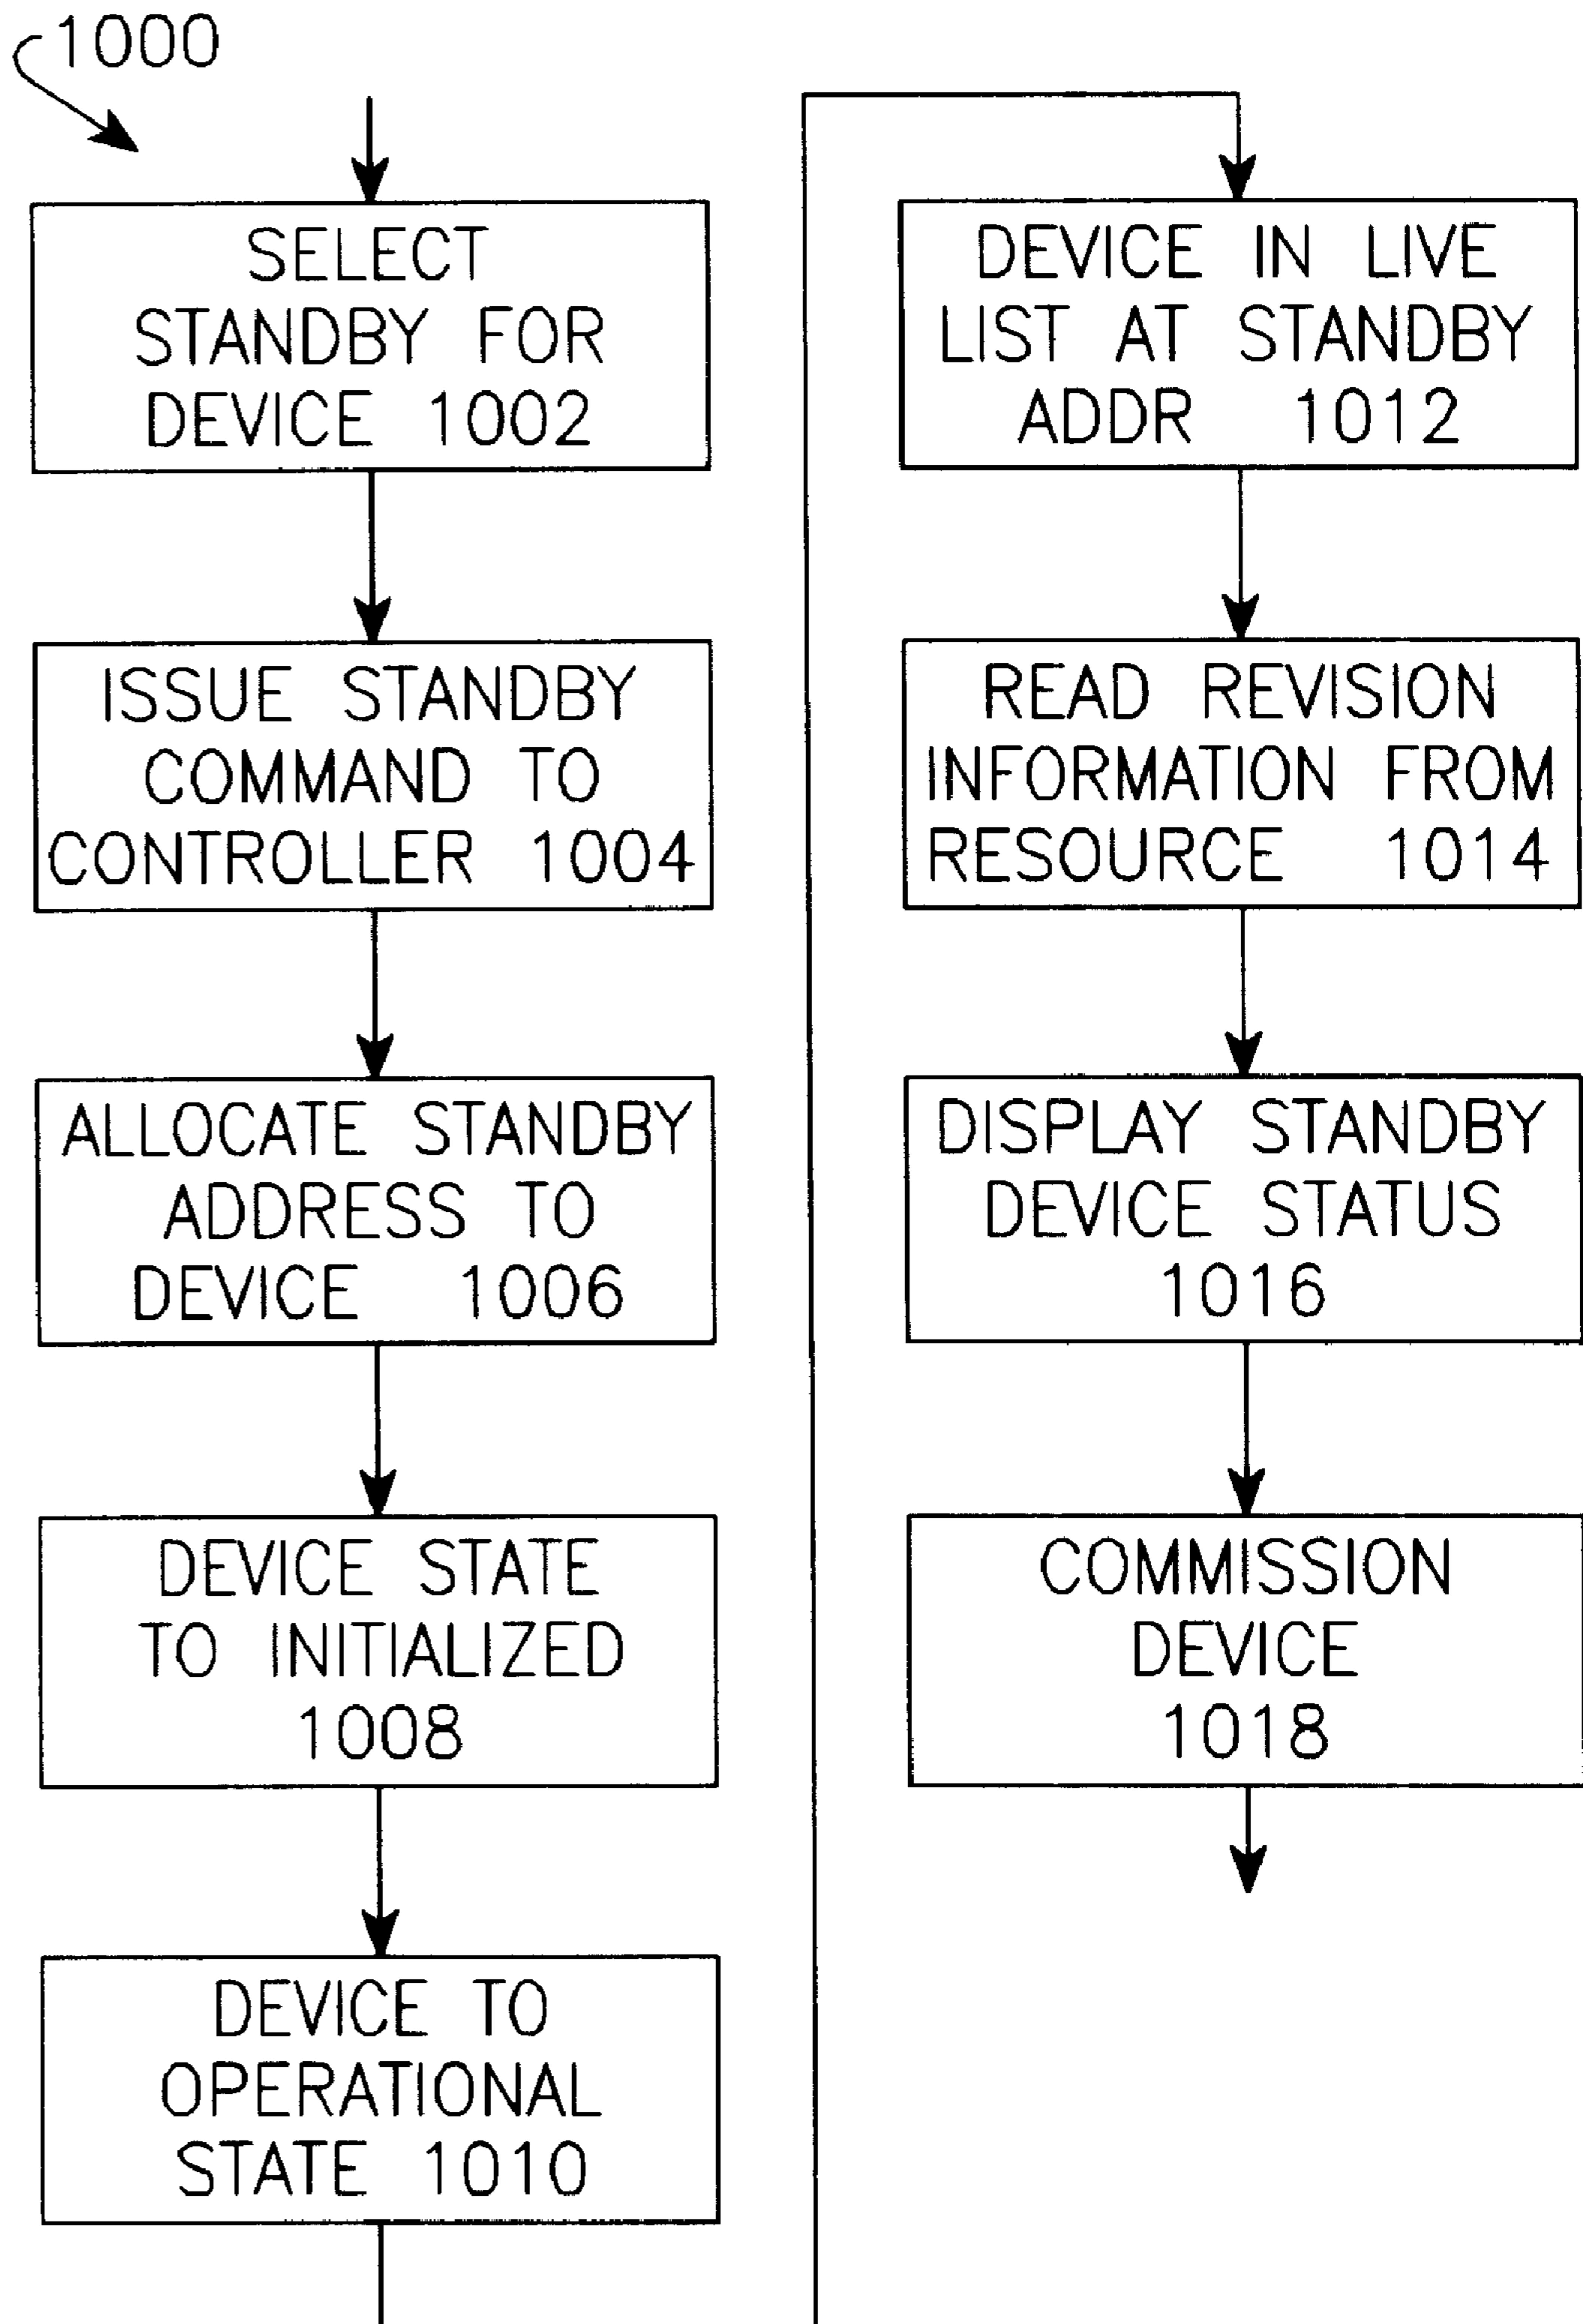 1000
SELECT
STANDBY FOR
DEVICE 1002
ISSUE STANDBY
COMMAND TO
CONTROLLER 1004
ALLOCATE STANDBY
ADDRESS TO
DEVICE 1006
DEVICE STATE
TO INITIALIZED
1008
DEVICE TO
OPERATIONAL
STATE 1010
DEVICE IN LIVE
LIST AT STANDBY
ADDR 1012
READ REVISION
INFORMATION FROM
RESOURCE 1014
DISPLAY STANDBY
DEVICE STATUS
1016
COMMISSION
DEVICE
1018